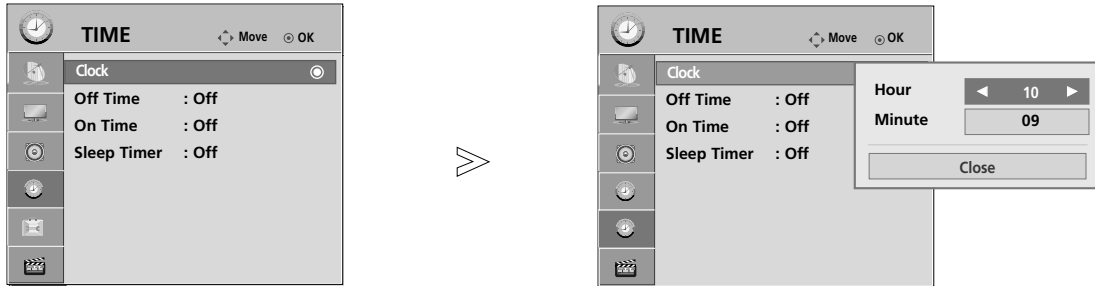 TIME Move OK
Clock
Off Time : Off
On Time : Off
Sleep Timer : Off
TIME Move OK
Clock
Off Time : Off
On Time : Off
Sleep Timer : Off
Hour 10
Minute 09
Close